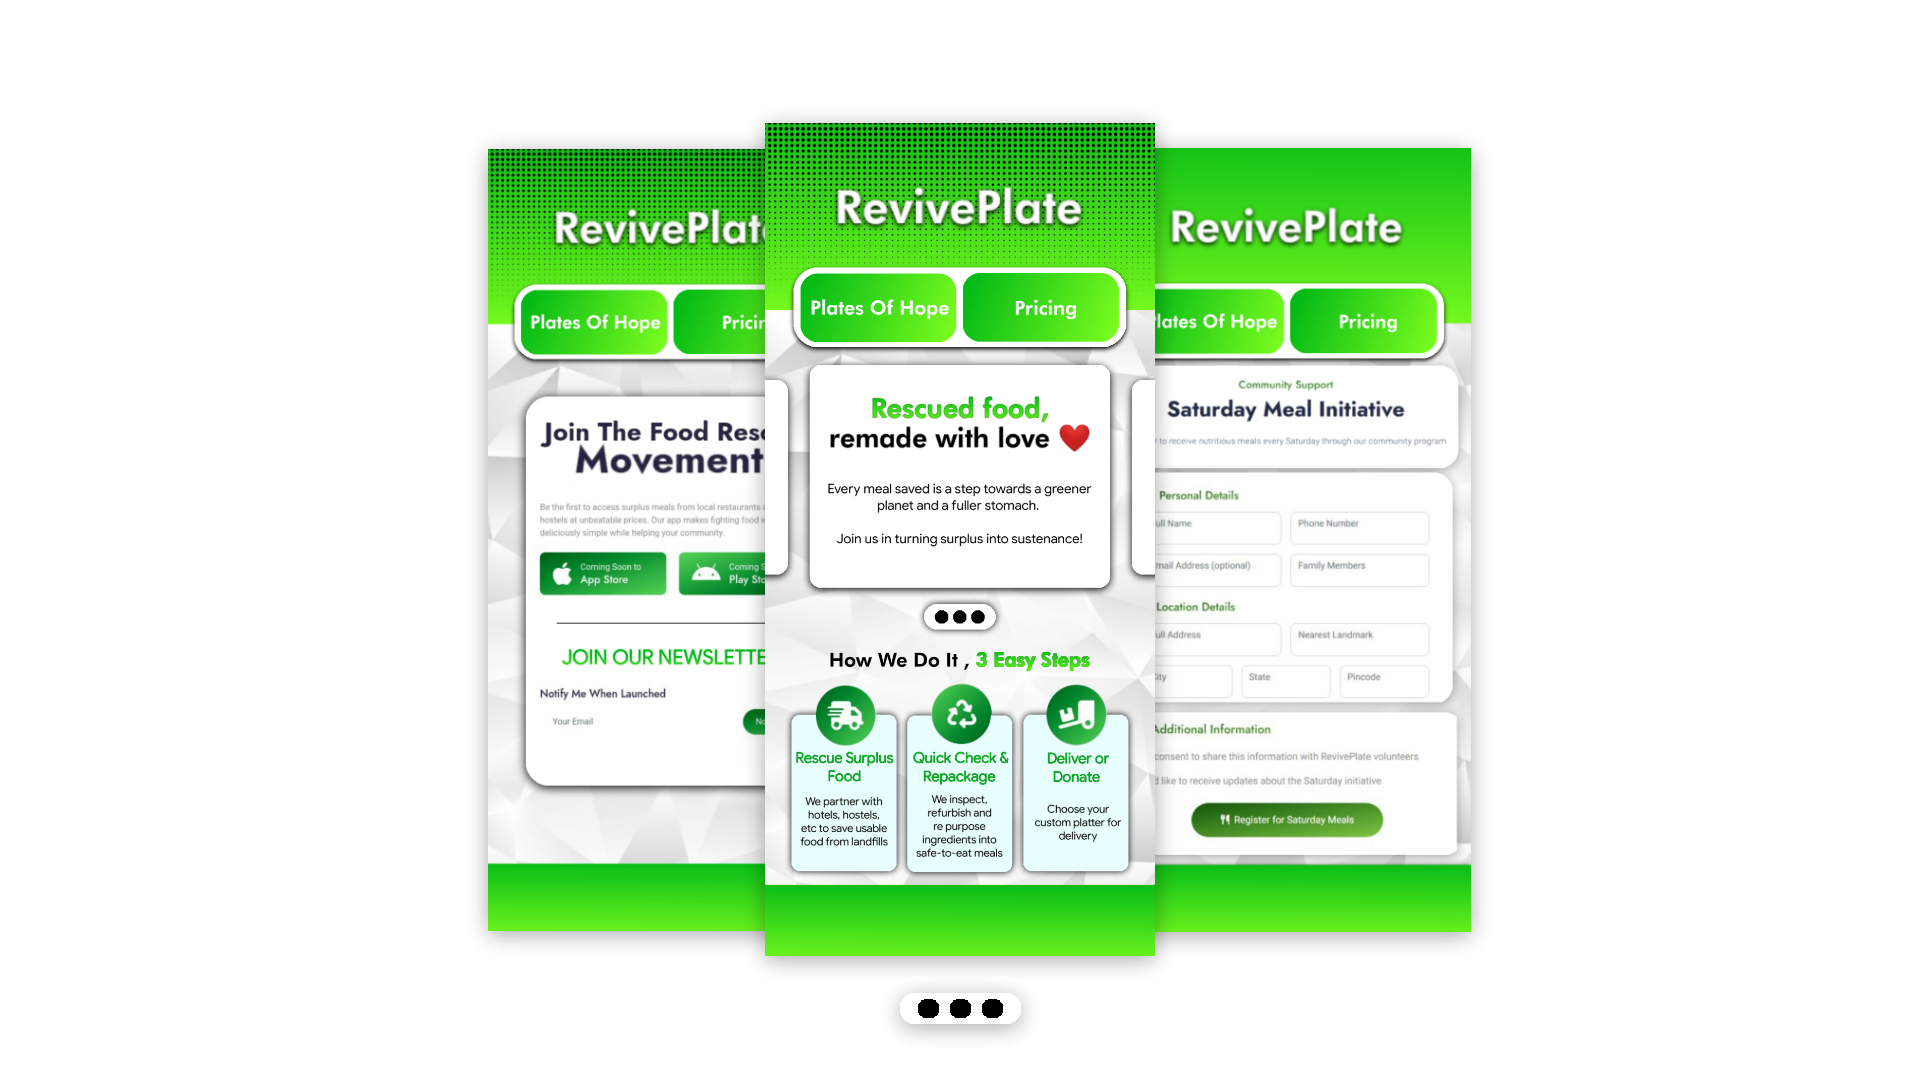 RevivePlat
Plates Of Hope
Join The Food
Movement
Be the first to access surplus meals from local restaurants
hostels at unbeatable prices. Our app makes fighting food
deliciously simple while helping your community.
Coming Soon to
App Store
Coming
Play
JOIN OUR
Notify Me When Launched
Your Email
RevivePlate
Plates Of Hope
Pricing
Rescued food,
remade with love ❤️
Every meal saved is a step towards a greener
planet and a fuller stomach.
Join us in turning surplus into sustenance!
How We Do It , 3 Easy Steps
Rescue Surplus
Food
We partner with
hotels, hostels,
etc to save usable
food from landfills
Quick Check &
Repackage
We inspect,
refurbish and
re purpose
ingredients into
safe-to-eat meals
Deliver or
Donate
Choose your
custom platter for
delivery
RevivePlate
lates Of Hope
Pricing
Community Support
Saturday Meal Initiative
to receive nutritious meals every Saturday through our community program
Personal Details
ull Name
Phone Number
mail Address (optional)
Family Members
Location Details
ull Address
Nearest Landmark
ity
State
Pincode
Additional Information
consent to share this information with RevivePlate volunteers
like to receive updates about the Saturday initiative
Register for Saturday Meals